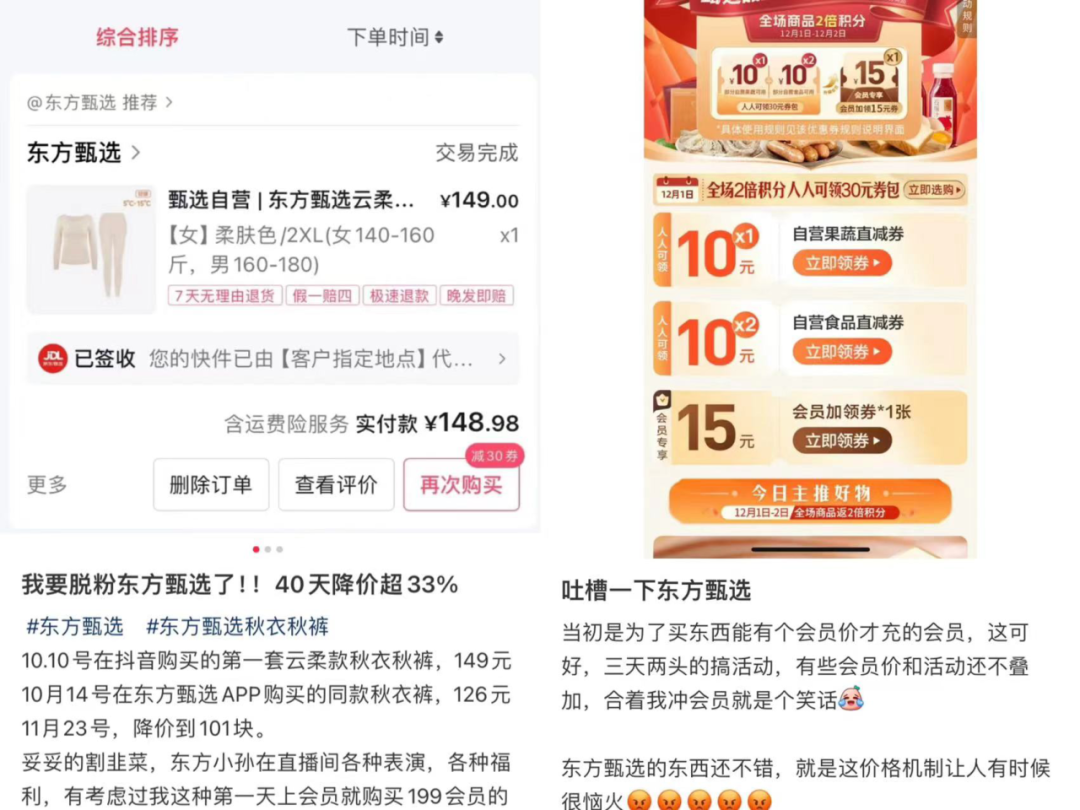 综合排序
下单时间
@东方甄选 推荐 >
东方甄选 >
交易完成
5℃-15℃
甄选自营 | 东方甄选云柔... ¥149.00
【女】柔肤色/2XL(女140-160 x1
斤，男160-180)
7天无理由退货 假一赔四 极速退款 晚发即赔
JDL
已签收 您的快件已由【客户指定地点】代... >
含运费险服务 实付款 ¥148.98
减30券
更多 删除订单 查看评价 再次购买
我要脱粉东方甄选了！！40天降价超33%
#东方甄选 #东方甄选秋衣秋裤
10.10号在抖音购买的第一套云柔款秋衣秋裤，149元
10月14号在东方甄选APP购买的同款秋衣裤，126元
11月23号，降价到101块。
妥妥的割韭菜，东方小孙在直播间各种表演，各种福
利，有考虑过我这种第一天上会员就购买199会员的
动规则
全场商品2倍积分
12月1日-12月2日
¥10 x1 ¥10 x2 ¥15 x1
会员专享
人人可领30元券包 会员加领15元券
*具体使用规则见该优惠券规则说明界面
12月1日 全场2倍积分人人可领30元券包 立即选购
人人可领 10元 x1 自营果蔬直减券
立即领券
人人可领 10元 x2 自营食品直减券
立即领券
会员专享 15元 会员加领券*1张
立即领券
今日主推好物
12月1日-2日 全场商品返2倍积分
吐槽一下东方甄选
当初是为了买东西能有个会员价才充的会员，这可
好，三天两头的搞活动，有些会员价和活动还不叠
加，合着我冲会员就是个笑话
东方甄选的东西还不错，就是这价格机制让人有时候
很恼火